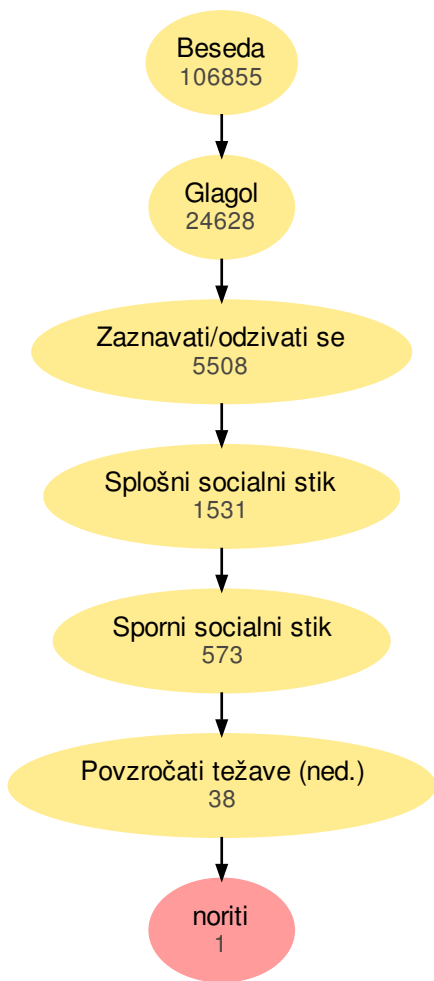 Beseda
106855
Glagol
24628
Zaznavati/odzivati se
5508
Splošni socialni stik
1531
Sporni socialni stik
573
Povzročati težave (ned.)
38
noriti
1